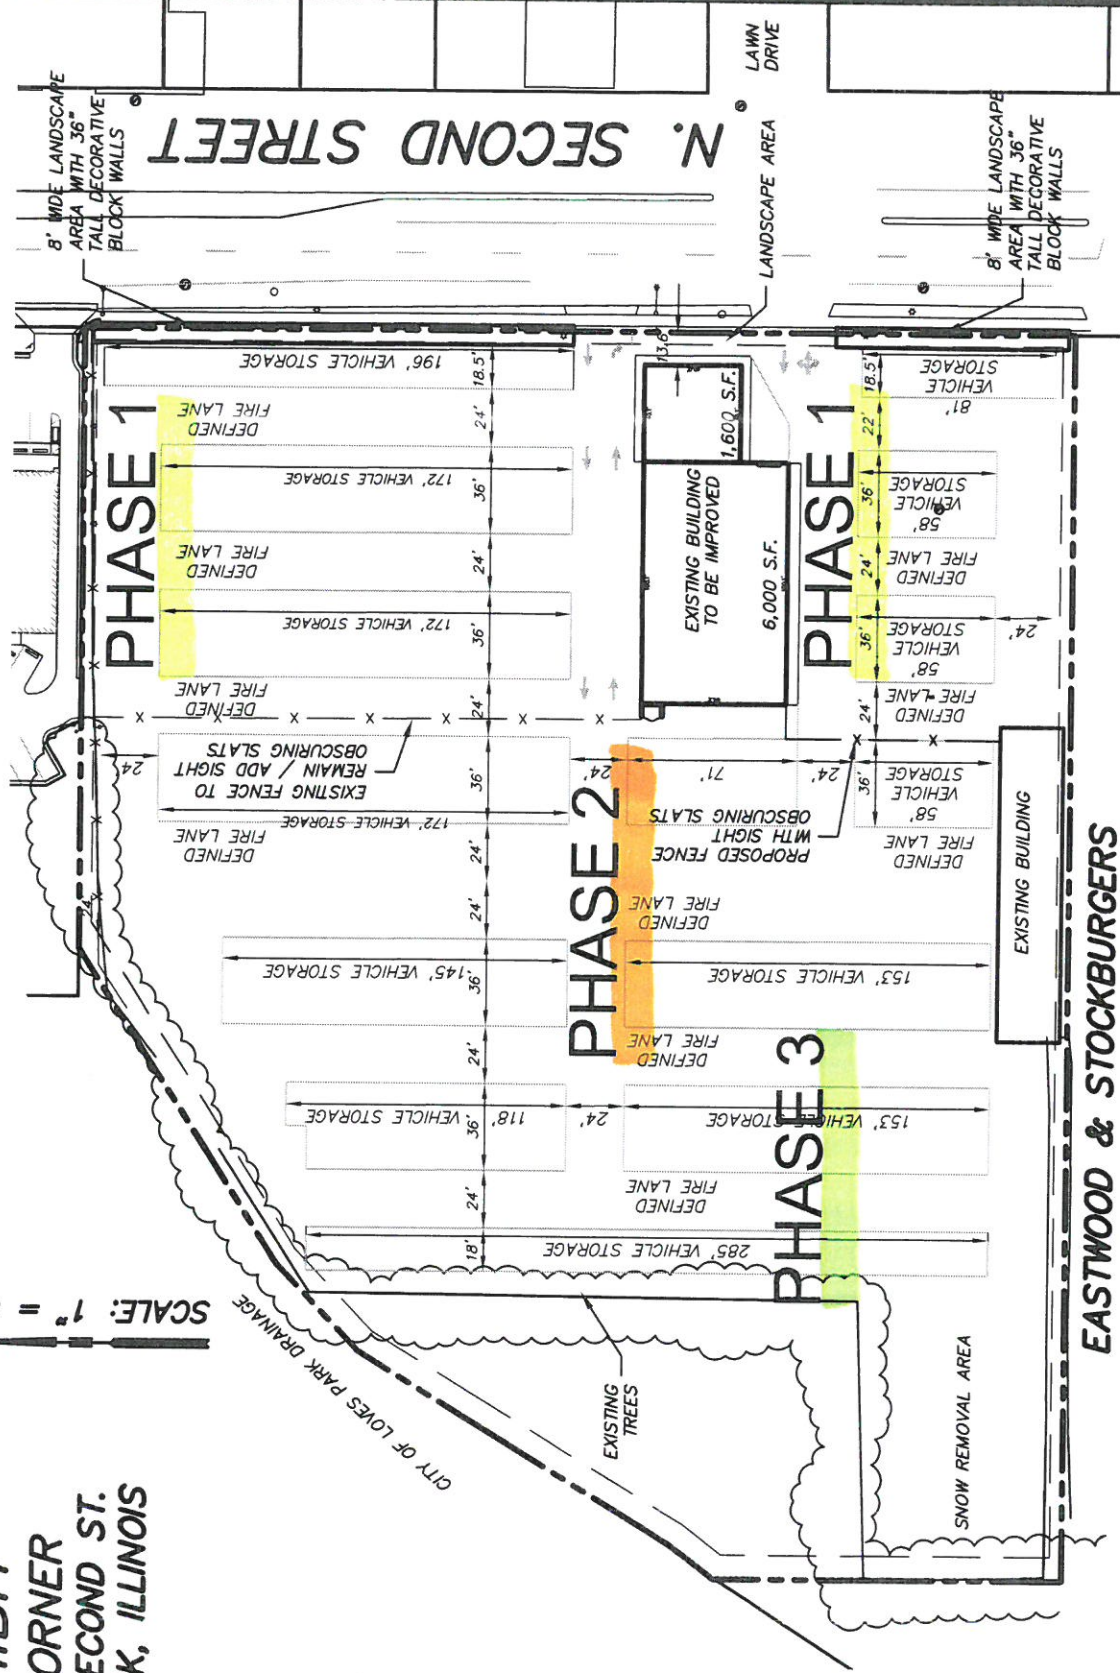 8' WIDE LANDSCAPE
AREA WITH 36"
TALL DECORATIVE
BLOCK WALLS
N. SECOND STREET
LAWN
DRIVE
LANDSCAPE AREA
8' WIDE LANDSCAPE
AREA WITH 36"
TALL DECORATIVE
BLOCK WALLS
196' VEHICLE STORAGE
18.5'
13.6'
18.5'
81'
VEHICLE
STORAGE
PHASE 1
DEFINED
FIRE LANE
24'
1,600 S.F.
22'
172' VEHICLE STORAGE
36'
EXISTING BUILDING
TO BE IMPROVED
6,000 S.F.
PHASE 1
36'
58'
VEHICLE
STORAGE
DEFINED
FIRE LANE
24'
24'
DEFINED
FIRE LANE
172' VEHICLE STORAGE
36'
36'
58'
VEHICLE
STORAGE
24'
DEFINED
FIRE LANE
24'
24'
DEFINED
FIRE LANE
EXISTING FENCE TO
REMAIN / ADD SIGHT
OBSCURING SLATS
24'
172' VEHICLE STORAGE
36'
24'
71'
24'
36'
58'
VEHICLE
STORAGE
PROPOSED FENCE
WITH SIGHT
OBSCURING SLATS
DEFINED
FIRE LANE
24'
DEFINED
FIRE LANE
EXISTING BUILDING
24'
24'
PHASE 2
DEFINED
FIRE LANE
145' VEHICLE STORAGE
36'
153' VEHICLE STORAGE
24'
DEFINED
FIRE LANE
118' VEHICLE STORAGE
36'
24'
153' VEHICLE STORAGE
PHASE 3
24'
DEFINED
FIRE LANE
18'
285' VEHICLE STORAGE
EASTWOOD & STOCKBURGERS
SCALE: 1" =
CITY OF LOVES PARK DRAINAGE
EXISTING
TREES
SNOW REMOVAL AREA
ORNER
ECOND ST.
K, ILLINOIS